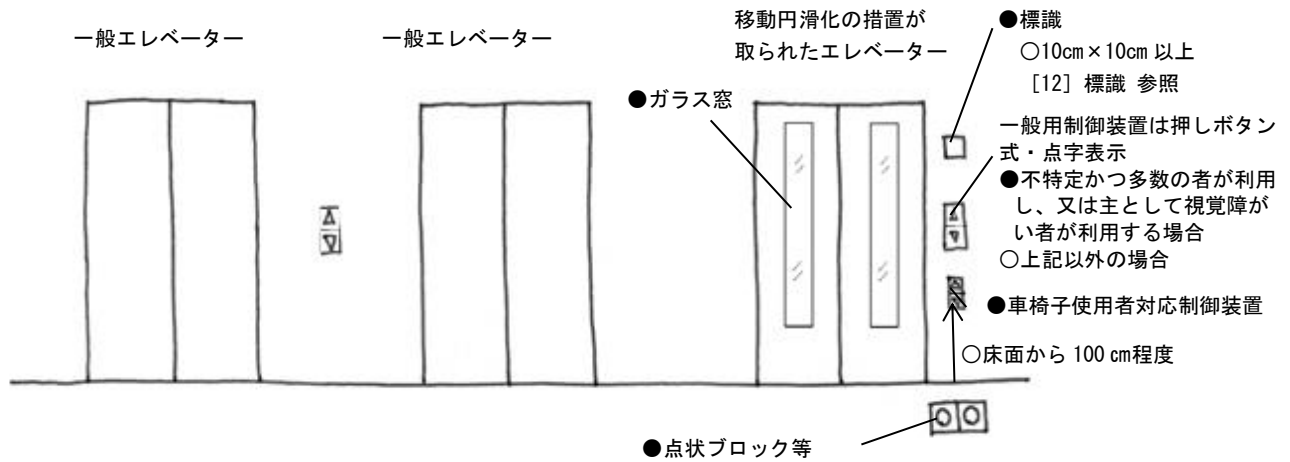 一般エレベーター
一般エレベーター
移動円滑化の措置が
取られたエレベーター
●標識
○10cm×10cm 以上
[12] 標識 参照
●ガラス窓
一般用制御装置は押しボタン
式・点字表示
●不特定かつ多数の者が利用
し、又は主として視覚障が
い者が利用する場合
○上記以外の場合
●車椅子使用者対応制御装置
○床面から 100 ㎝程度
●点状ブロック等